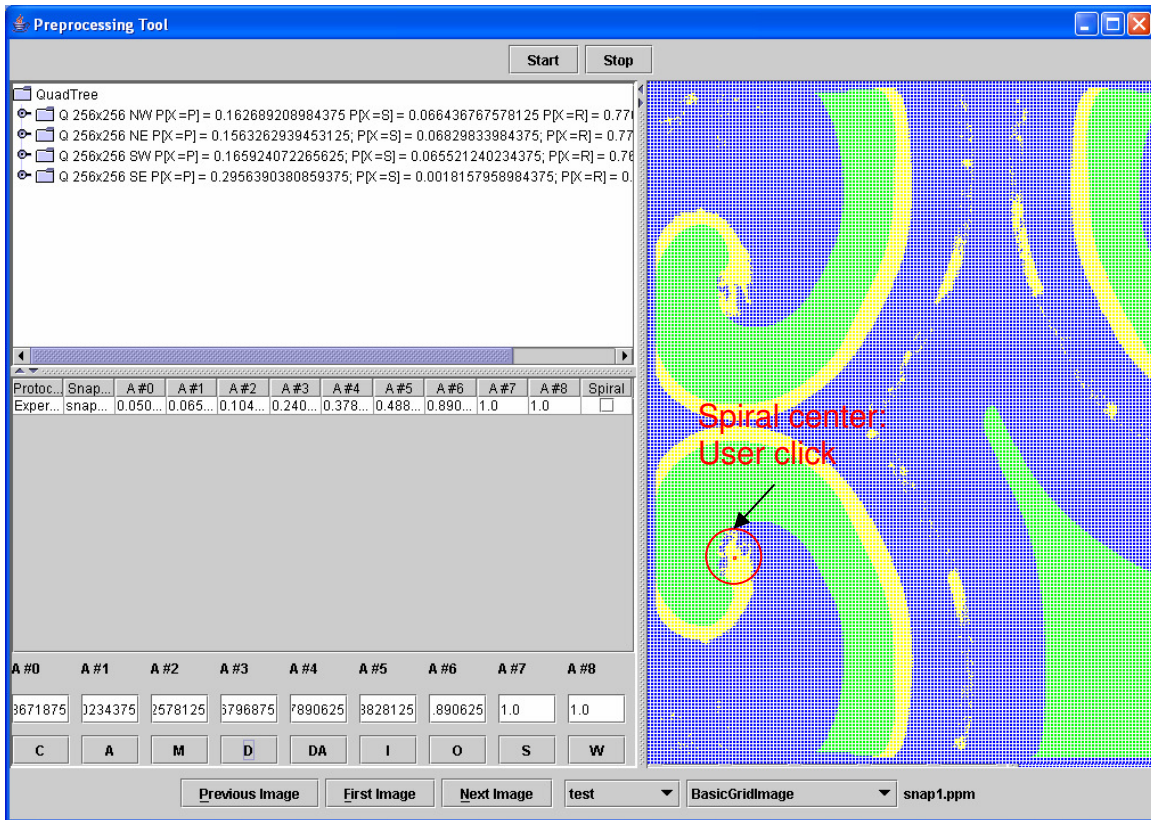 Preprocessing Tool
Start Stop
QuadTree
Q 256x256 NW P[X=P] = 0.162689208984375 P[X=S] = 0.066436767578125 P[X=R] = 0.770
Q 256x256 NE P[X=P] = 0.1563262939453125; P[X=S] = 0.06829833984375; P[X=R] = 0.77
Q 256x256 SW P[X=P] = 0.165924072265625; P[X=S] = 0.065521240234375; P[X=R] = 0.76
Q 256x256 SE P[X=P] = 0.2956390380859375; P[X=S] = 0.0018157958984375; P[X=R] = 0.
Protoc... Snap... A #0 A #1 A #2 A #3 A #4 A #5 A #6 A #7 A #8 Spiral
Exper... snap... 0.050... 0.065... 0.104... 0.240... 0.378... 0.488... 0.890... 1.0 1.0
Spiral center:
User click
A #0 A #1 A #2 A #3 A #4 A #5 A #6 A #7 A #8
3671875 0234375 2578125 6796875 7890625 3828125 .890625 1.0 1.0
C A M D DA I O S W
Previous Image First Image Next Image test BasicGridImage snap1.ppm